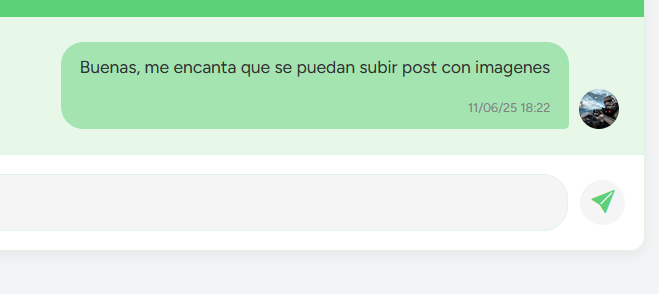 Buenas, me encanta que se puedan subir post con imagenes
11/06/25 18:22